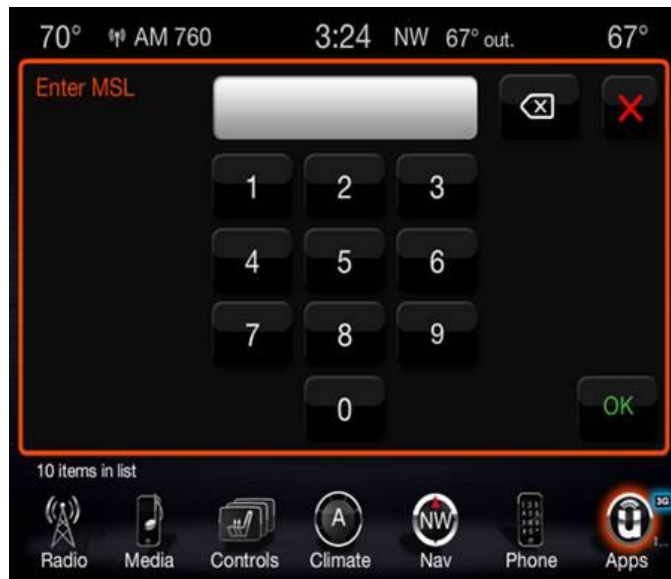 70° AM 760 3:24 NW 67° out. 67°
Enter MSL
1 2 3
4 5 6
7 8 9
0 OK
10 items in list
A NW 3G
Radio Media Controls Climate Nav Phone Apps